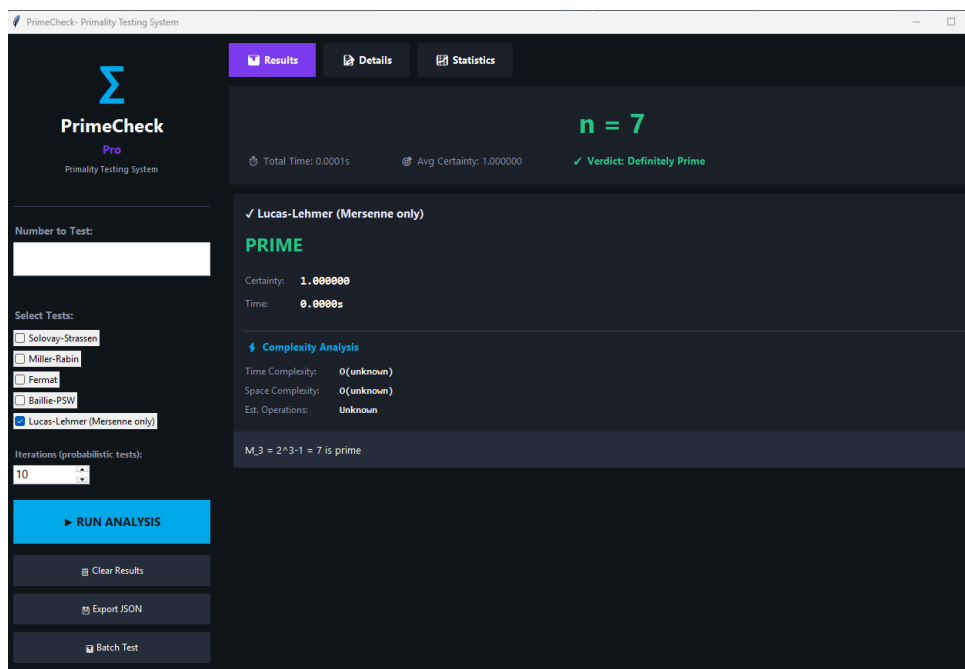 PrimeCheck- Primality Testing System
Σ
PrimeCheck
Pro
Primality Testing System
Number to Test:
Select Tests:
Solovay-Strassen
Miller-Rabin
Fermat
Baillie-PSW
Lucas-Lehmer (Mersenne only)
Iterations (probabilistic tests):
10
► RUN ANALYSIS
Clear Results
Export JSON
Batch Test
Results Details Statistics
n = 7
Total Time: 0.0001s Avg Certainty: 1.000000 ✓ Verdict: Definitely Prime
✓ Lucas-Lehmer (Mersenne only)
PRIME
Certainty: 1.000000
Time: 0.0000s
Complexity Analysis
Time Complexity: O(unknown)
Space Complexity: O(unknown)
Est. Operations: Unknown
M_3 = 2^3-1 = 7 is prime